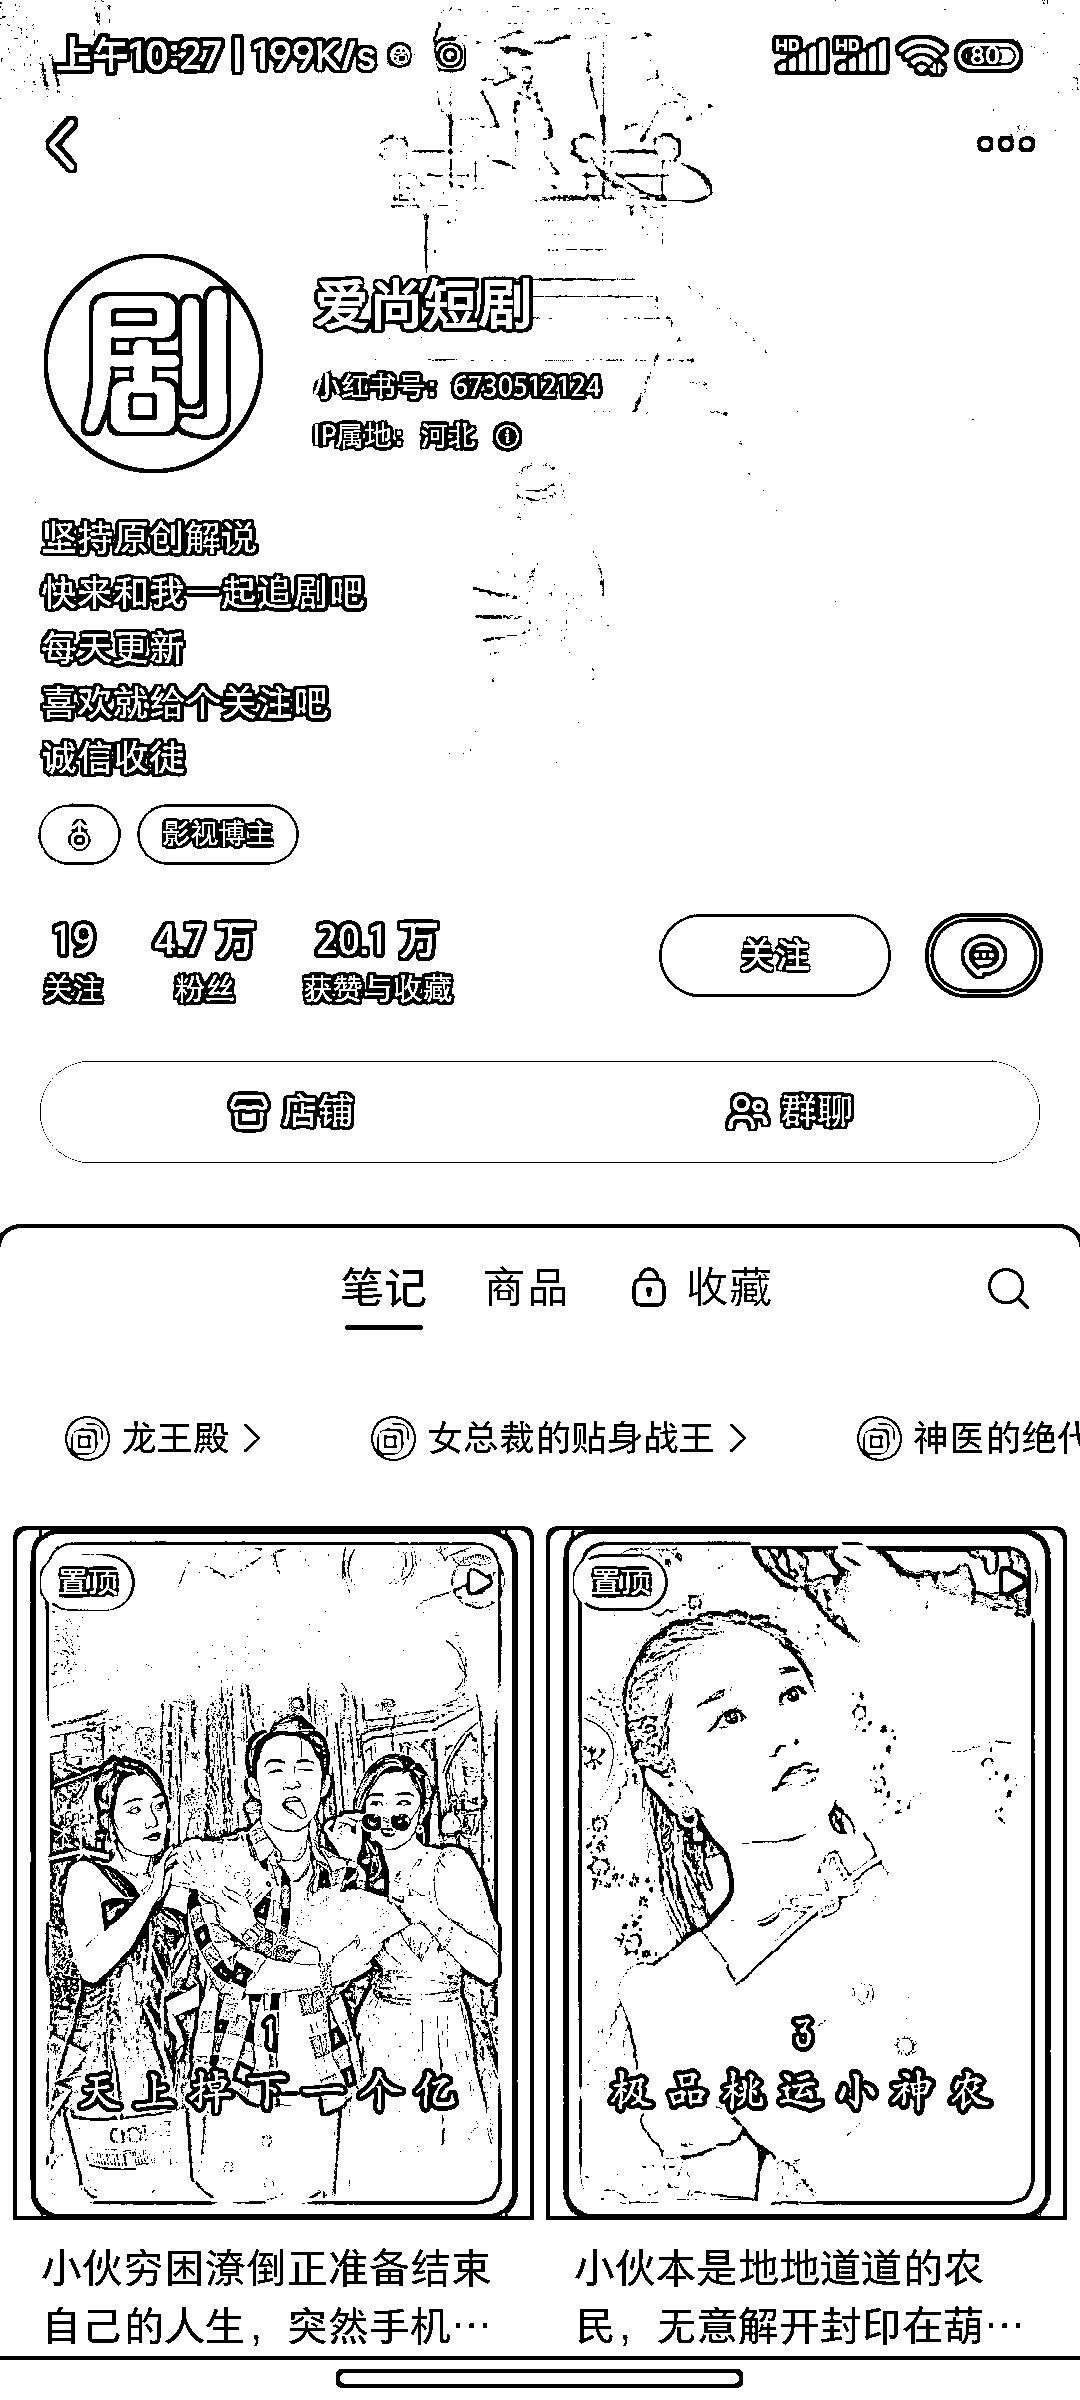 上午10:27 | 199K/s
HD HD 80
剧
爱尚短剧
小红书号：6730512124
IP属地：河北
坚持原创解说
快来和我一起追剧吧
每天更新
喜欢就给个关注吧
诚信收徒
影视博主
19 4.7万 20.1万
关注 粉丝 获赞与收藏
关注
店铺 群聊
笔记 商品 收藏
龙王殿 女总裁的贴身战王 神医的绝代
置顶
1
天上掉下一个亿
小伙穷困潦倒正准备结束
自己的人生，突然手机…
置顶
3
极品桃运小神农
小伙本是地地道道的农
民，无意解开封印在葫…